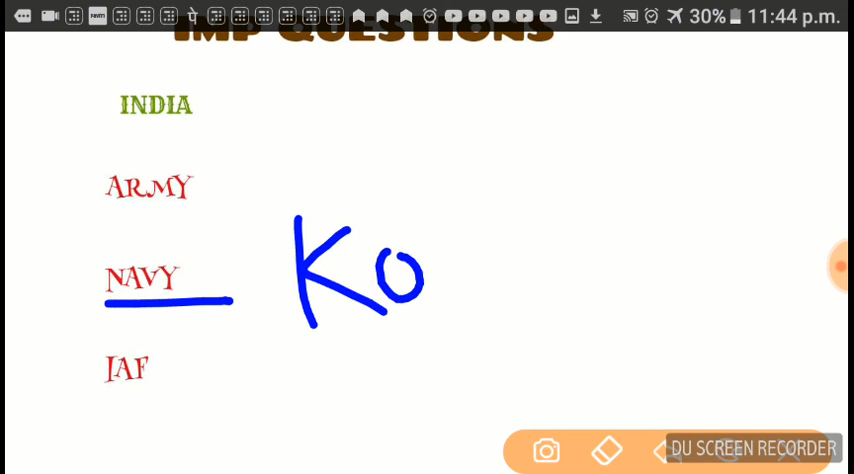 30% 11:44 p.m.
IMP QUESTIONS
INDIA
ARMY
NAVY
Ko
IAF
DU SCREEN RECORDER